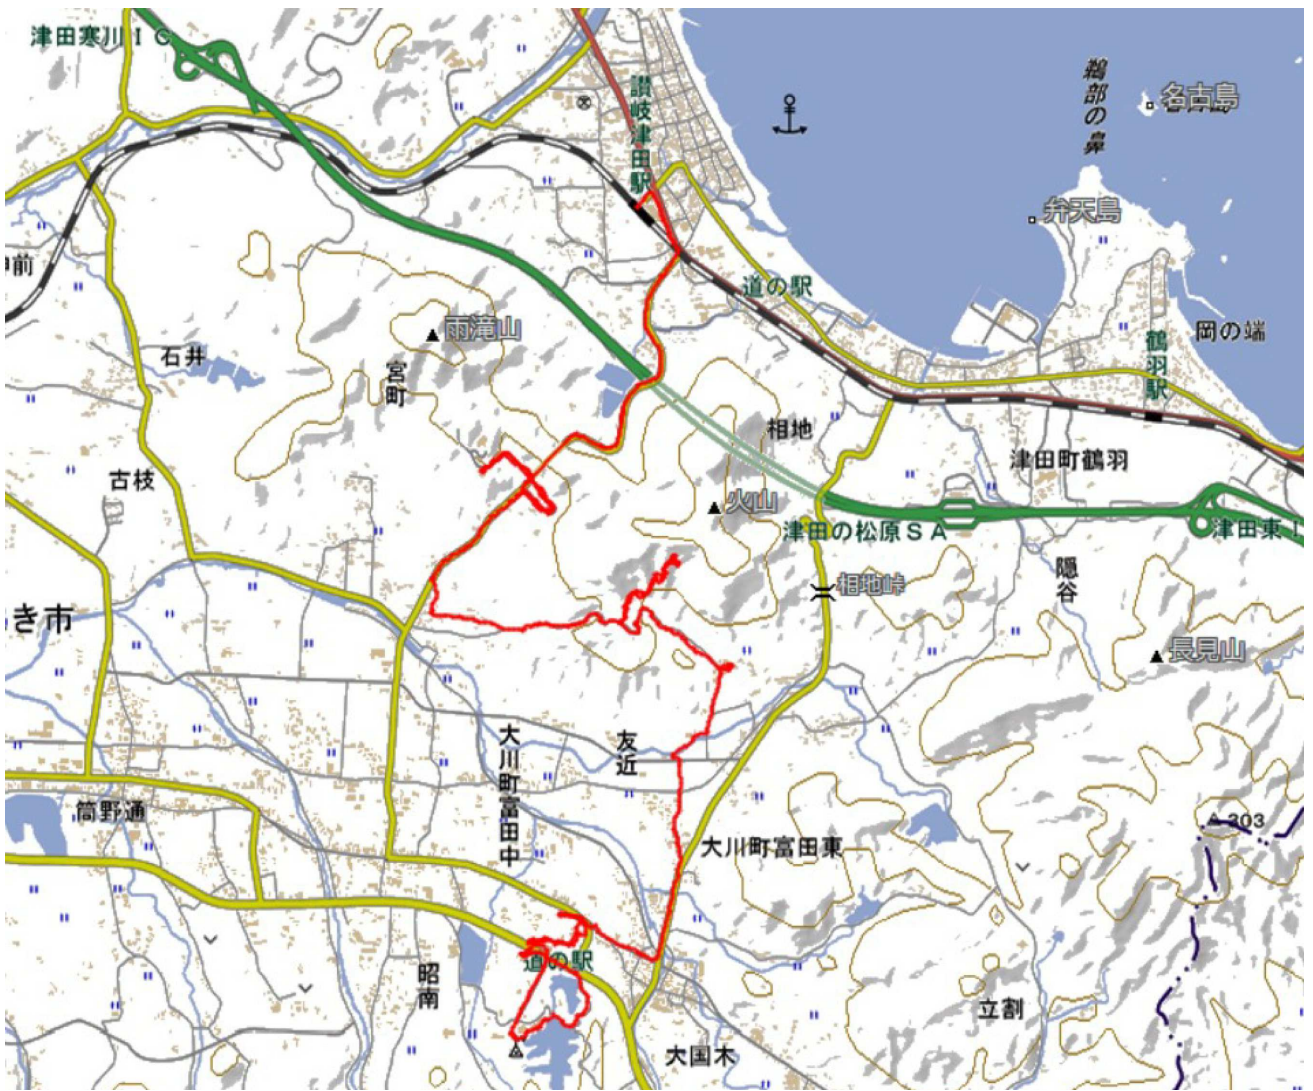 津田寒川ＩＣ
讃岐津田駅
鵜部の鼻
名古島
弁天島
道の駅
岡の端
鶴羽駅
雨滝山
石井
宮町
相地
津田町鶴羽
古枝
火山
津田の松原ＳＡ
津田東Ｉ
隠谷
相地峠
き市
長見山
友近
大川町富田中
筒野通
303
大川町富田東
道の駅
昭南
立割
大国木